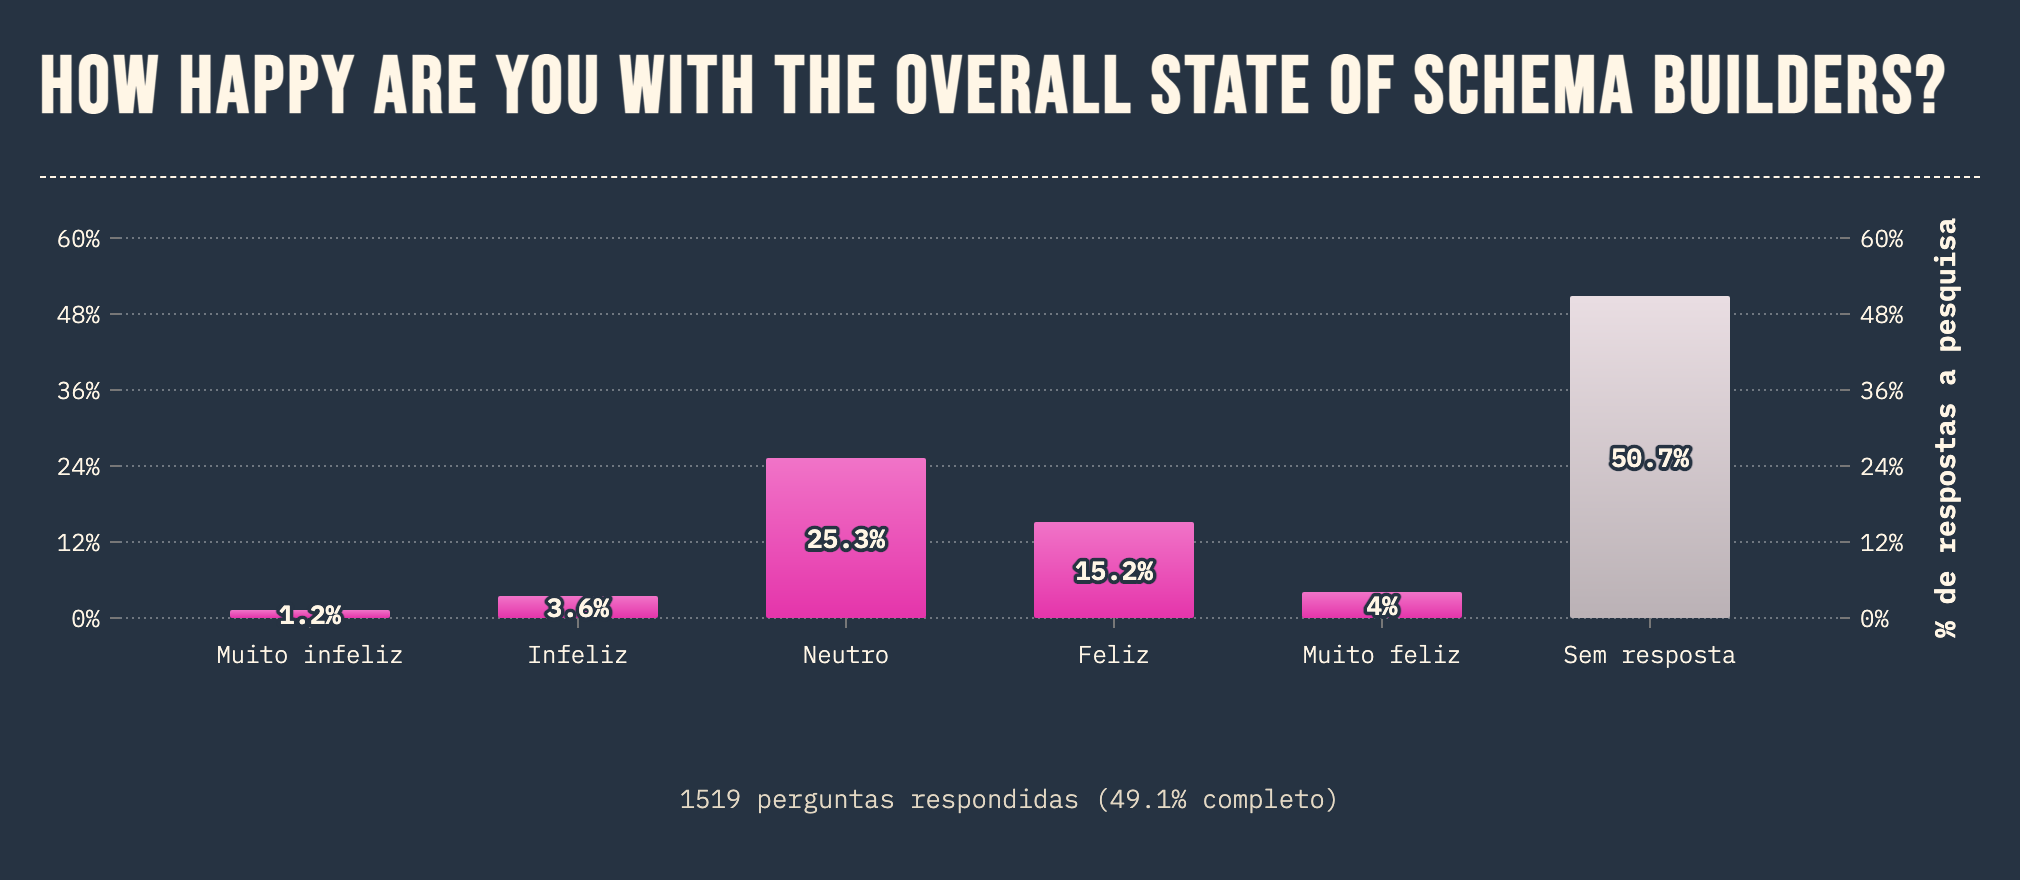 HOW HAPPY ARE YOU WITH THE OVERALL STATE OF SCHEMA BUILDERS?
60%
48%
36%
24%
12%
0%
60%
48%
36%
24%
12%
0%
% de respostas a pesquisa
1.2%
3.6%
25.3%
15.2%
4%
50.7%
Muito infeliz
Infeliz
Neutro
Feliz
Muito feliz
Sem resposta
1519 perguntas respondidas (49.1% completo)